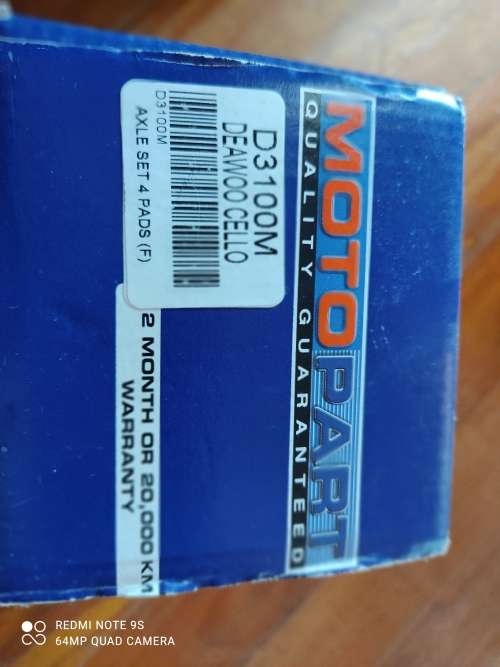 MOTOPART
QUALITY GUARANTEED
D3100M
DEAWOO CELLO
D3100M
AXLE SET 4 PADS (F)
2 MONTH OR 20,000 KM
WARRANTY
REDMI NOTE 9S
64MP QUAD CAMERA